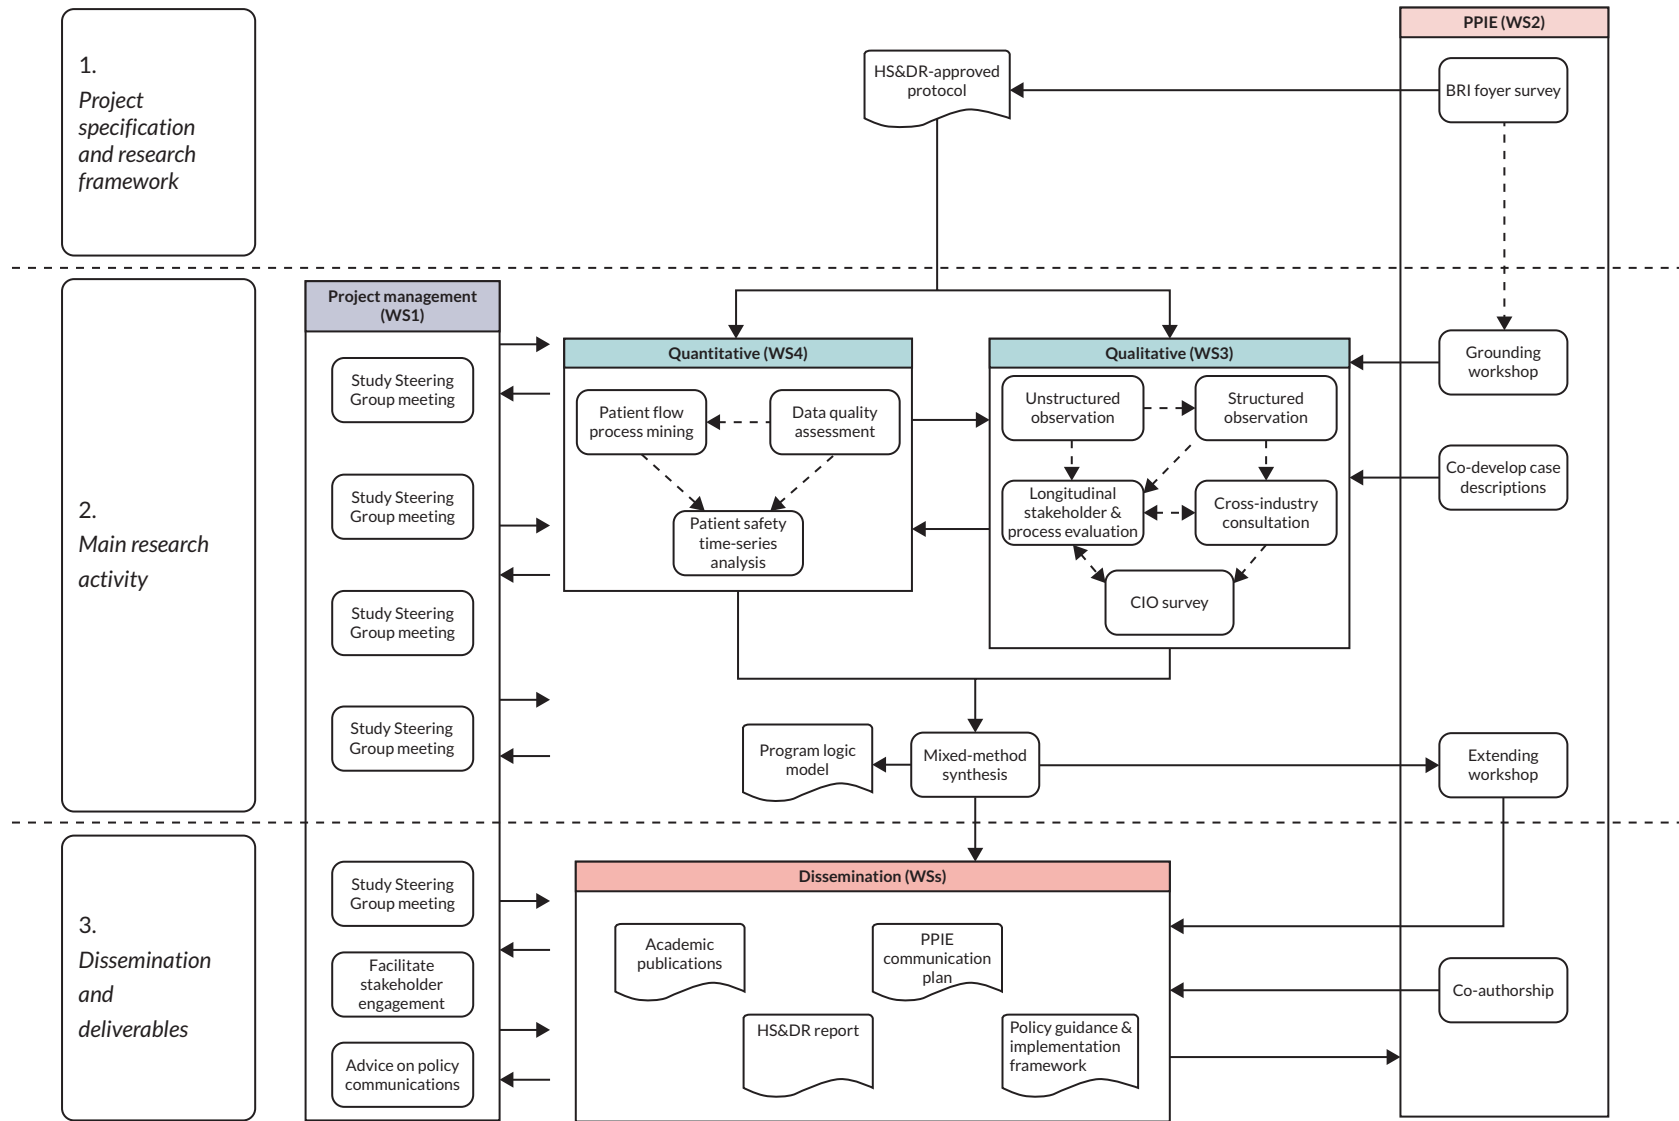 1.
Project
specification
and research
framework
HS&DR-approved
protocol
PPIE (WS2)
BRI foyer survey
2.
Main research
activity
Project management
(WS1)
Study Steering
Group meeting
Study Steering
Group meeting
Study Steering
Group meeting
Study Steering
Group meeting
Quantitative (WS4)
Patient flow
process mining
Data quality
assessment
Patient safety
time-series
analysis
Qualitative (WS3)
Unstructured
observation
Structured
observation
Longitudinal
stakeholder &
process evaluation
Cross-industry
consultation
CIO survey
Grounding
workshop
Co-develop case
descriptions
Program logic
model
Mixed-method
synthesis
Extending
workshop
3.
Dissemination
and
deliverables
Study Steering
Group meeting
Facilitate
stakeholder
engagement
Advice on policy
communications
Dissemination (WSs)
Academic
publications
PPIE
communication
plan
HS&DR report
Policy guidance &
implementation
framework
Co-authorship